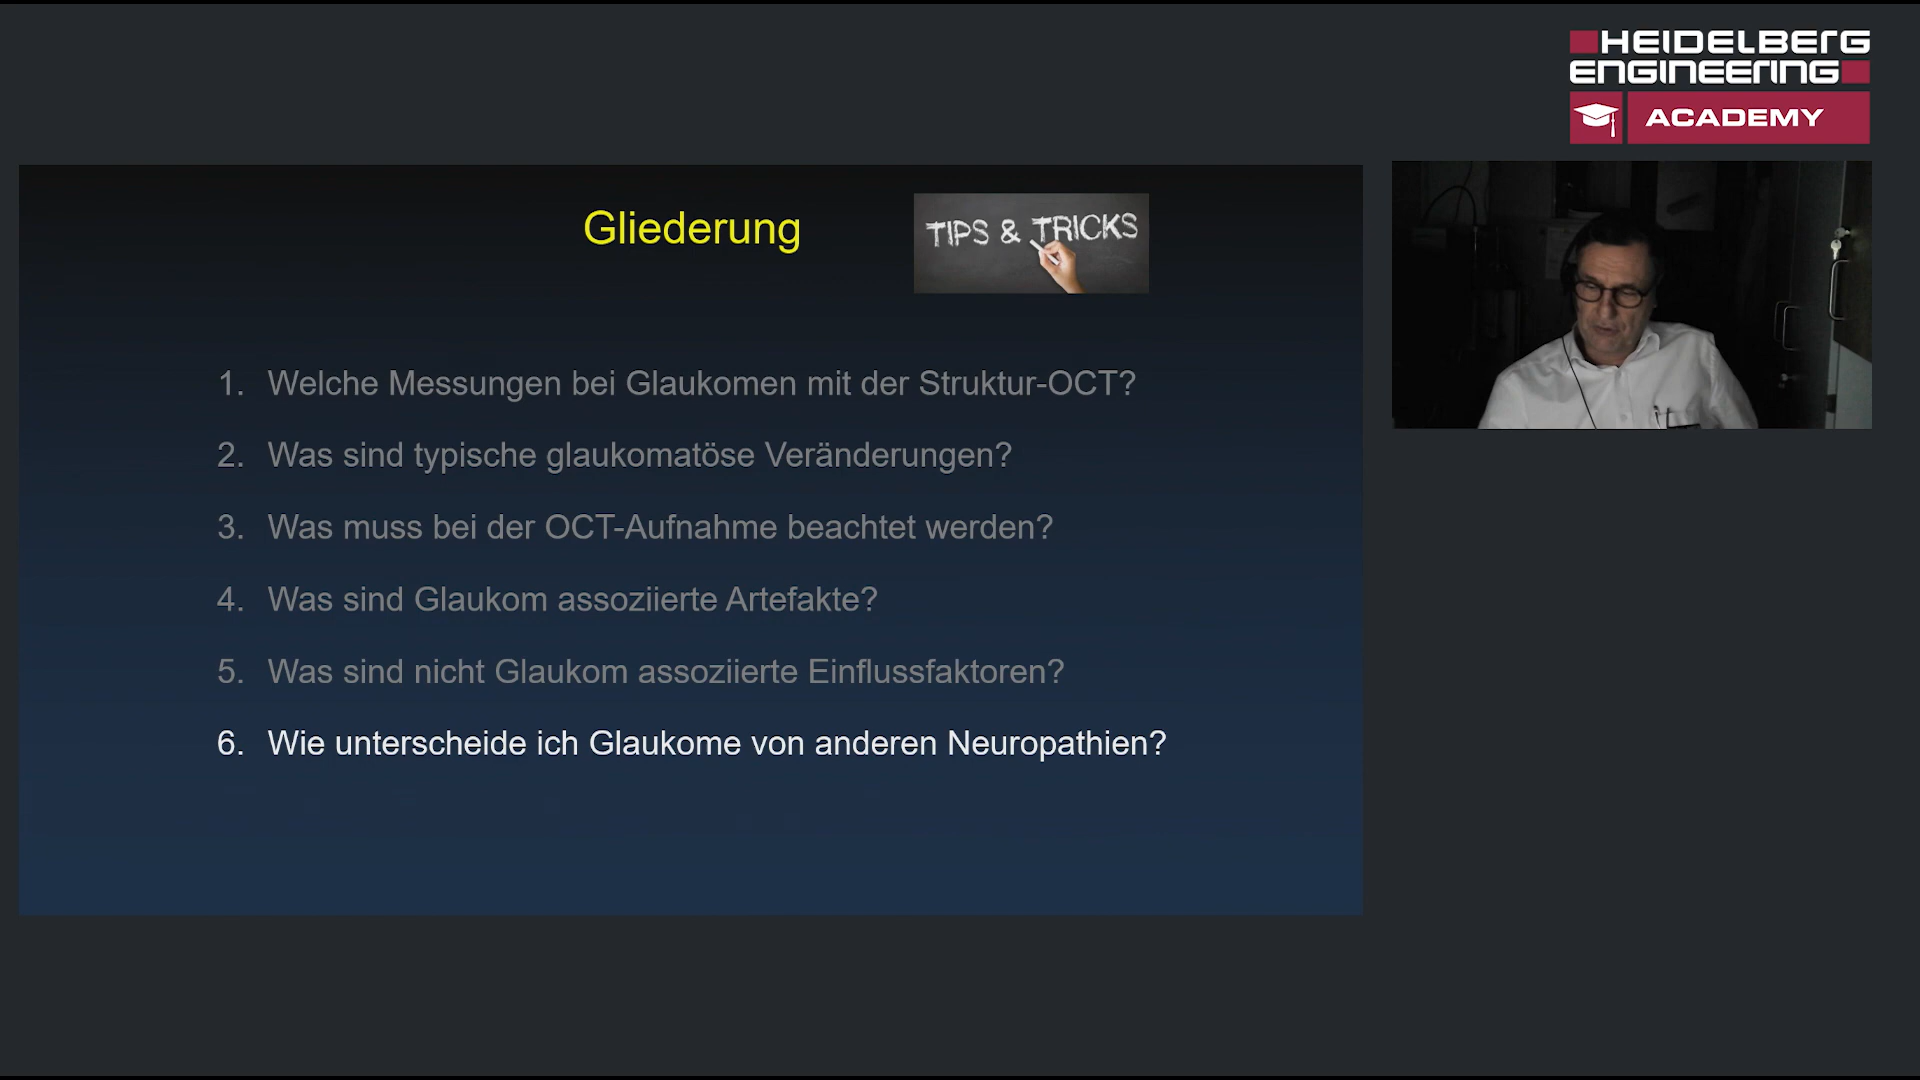 HEIDELBERG
ENGINEERING
ACADEMY
Gliederung
TIPS & TRICKS
1. Welche Messungen bei Glaukomen mit der Struktur-OCT?
2. Was sind typische glaukomatöse Veränderungen?
3. Was muss bei der OCT-Aufnahme beachtet werden?
4. Was sind Glaukom assoziierte Artefakte?
5. Was sind nicht Glaukom assoziierte Einflussfaktoren?
6. Wie unterscheide ich Glaukome von anderen Neuropathien?